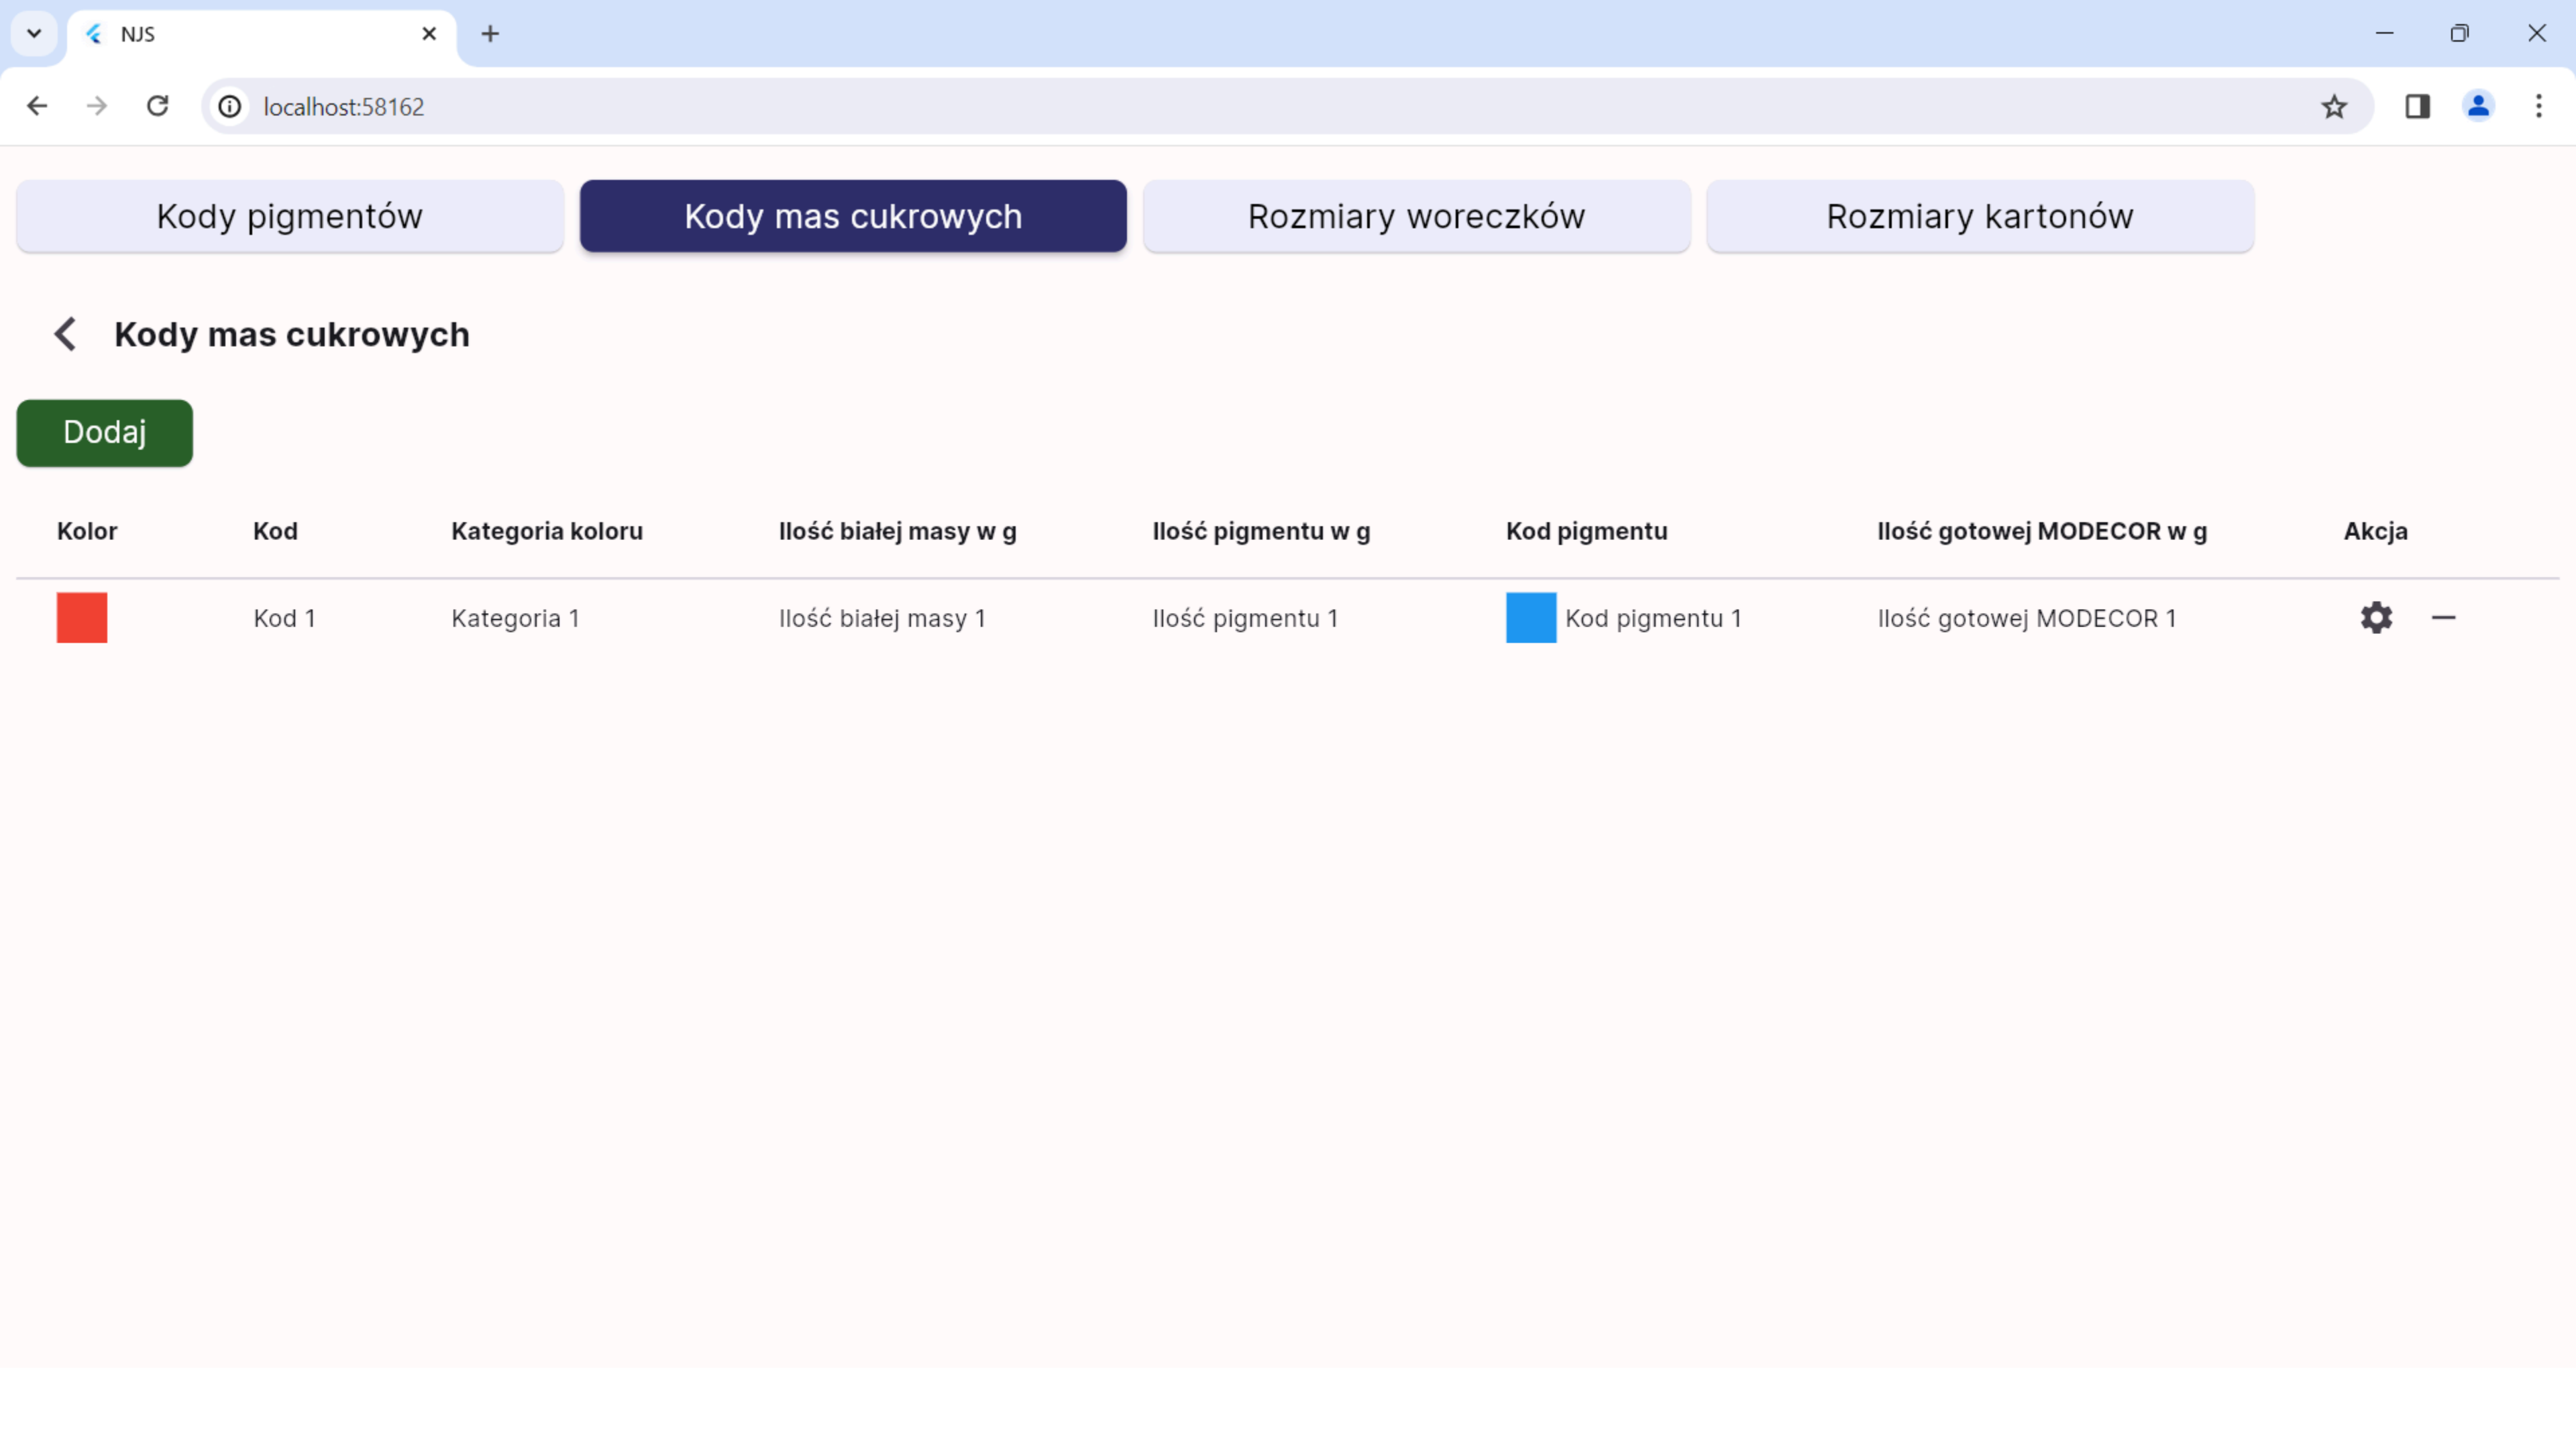 NJS
localhost:58162
Kody pigmentów Kody mas cukrowych Rozmiary woreczków Rozmiary kartonów
Kody mas cukrowych
Dodaj
Kolor Kod Kategoria koloru Ilość białej masy w g Ilość pigmentu w g Kod pigmentu Ilość gotowej MODECOR w g Akcja
Kod 1 Kategoria 1 Ilość białej masy 1 Ilość pigmentu 1 Kod pigmentu 1 Ilość gotowej MODECOR 1